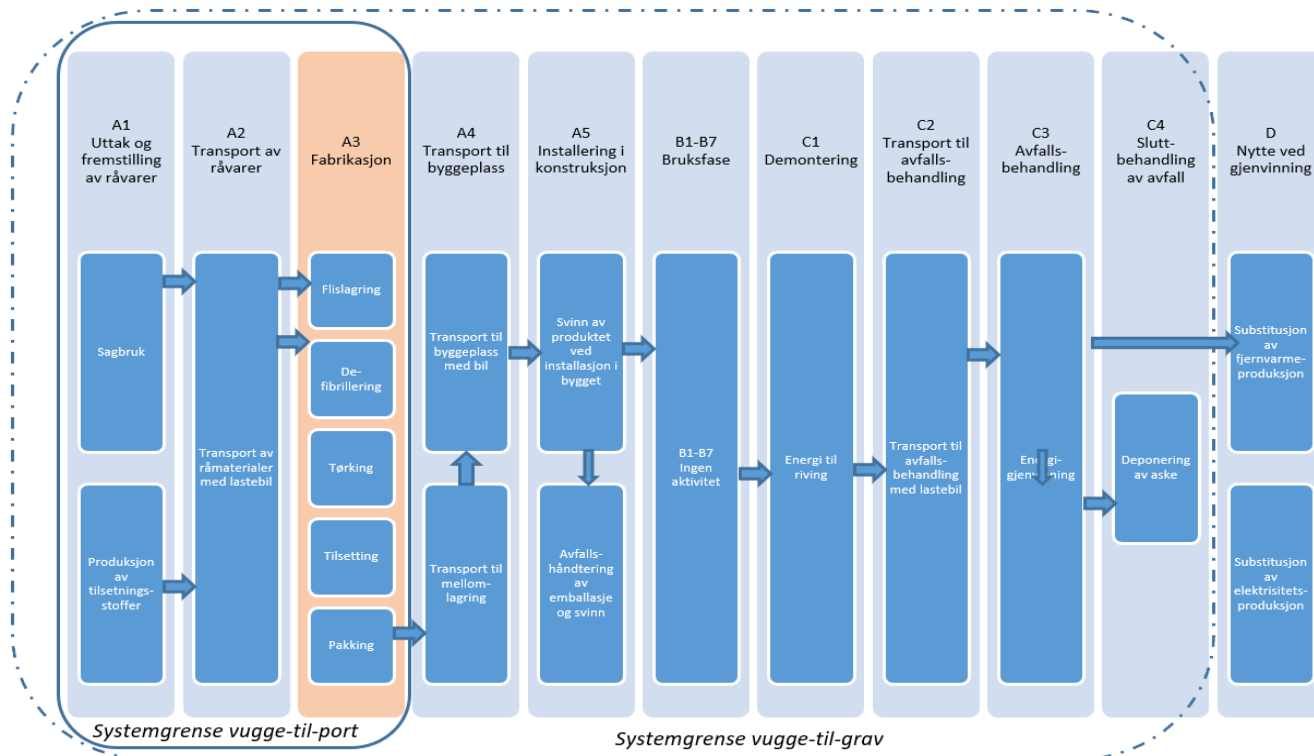 A1
Uttak og
fremstilling
av råvarer
A2
Transport av
råvarer
A3
Fabrikasjon
A4
Transport til
byggeplass
A5
Installering i
konstruksjon
B1-B7
Bruksfase
C1
Demontering
C2
Transport til
avfalls-
behandling
C3
Avfalls-
behandling
C4
Slutt-
behandling
av avfall
D
Nytte ved
gjenvinning
Sagbruk
Produksjon
av
tilsetnings-
stoffer
Transport av
råmaterialer
med lastebil
Flislagring
De-
fibrillering
Tørking
Tilsetting
Pakking
Transport til
byggeplass
med bil
Transport til
mellom-
lagring
Svinn av
produktet
ved
installasjon i
bygget
Avfalls-
håndtering
av
emballasje
og svinn
B1-B7
Ingen
aktivitet
Energi til
riving
Transport til
avfalls-
behandling
med lastebil
Energi-
gjenvinning
Deponering
av aske
Substitusjon
av
fjernvarme-
produksjon
Substitusjon
av
elektrisitets-
produksjon
Systemgrense vugge-til-port
Systemgrense vugge-til-grav